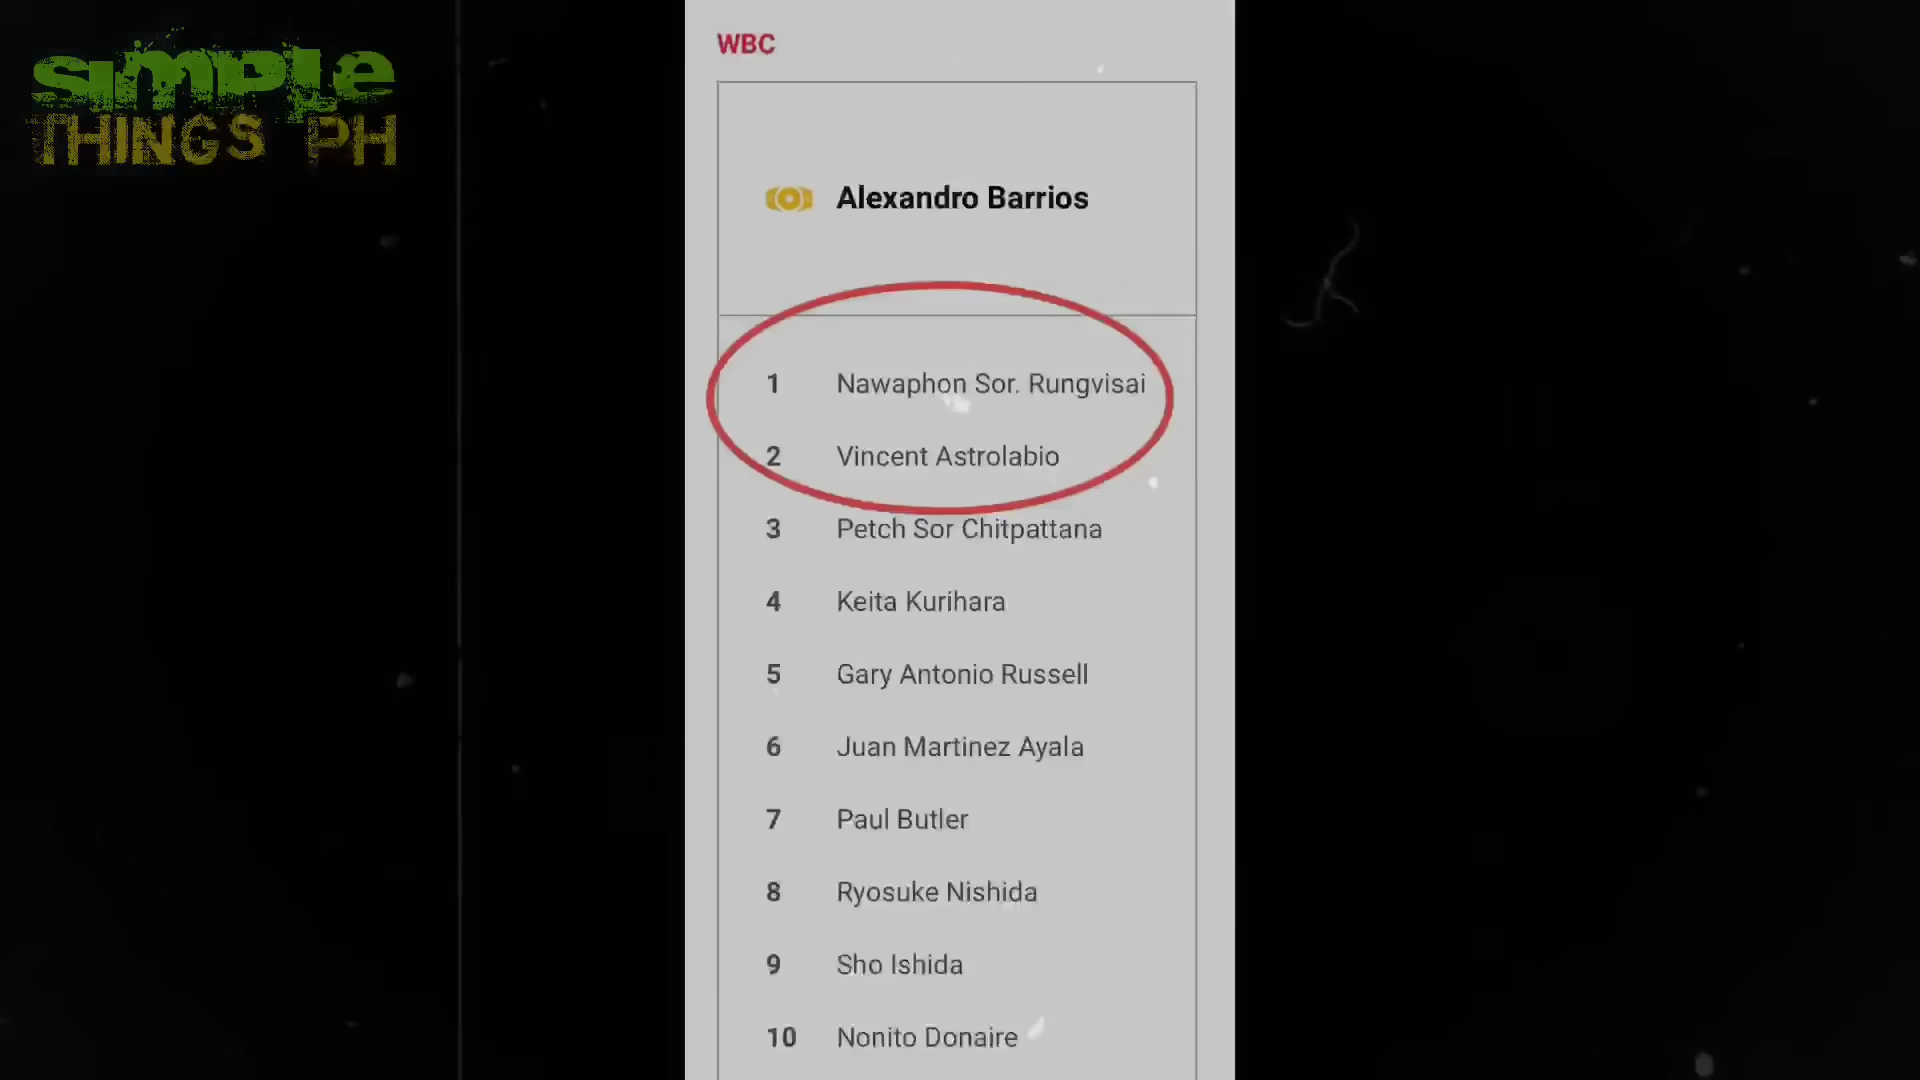 SIMPLE
THINGS PH
WBC
Alexandro Barrios
1 Nawaphon Sor. Rungvisai
2 Vincent Astrolabio
3 Petch Sor Chitpattana
4 Keita Kurihara
5 Gary Antonio Russell
6 Juan Martinez Ayala
7 Paul Butler
8 Ryosuke Nishida
9 Sho Ishida
10 Nonito Donaire